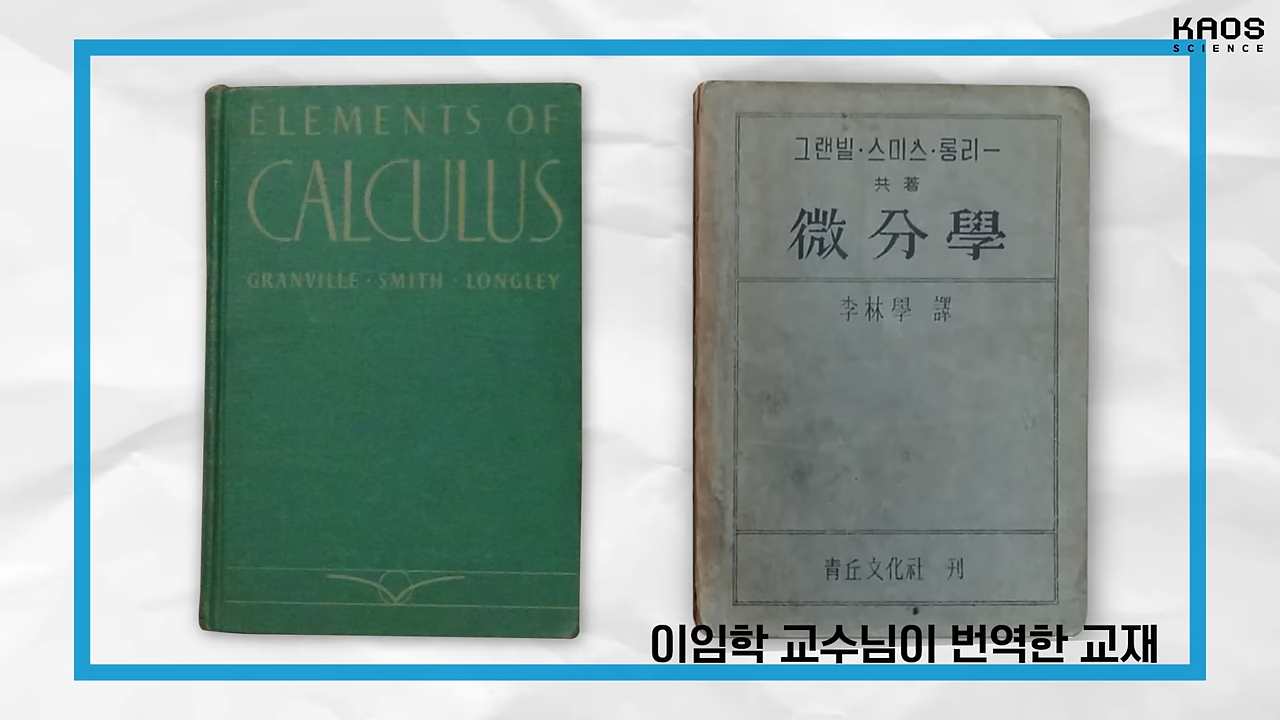 KAOS
SCIENCE
ELEMENTS OF
CALCULUS
GRANVILLE · SMITH · LONGLEY
그랜빌·스미스·롱리一
共著
微分學
李林學 譯
靑丘文化社 刊
이임학 교수님이 번역한 교재